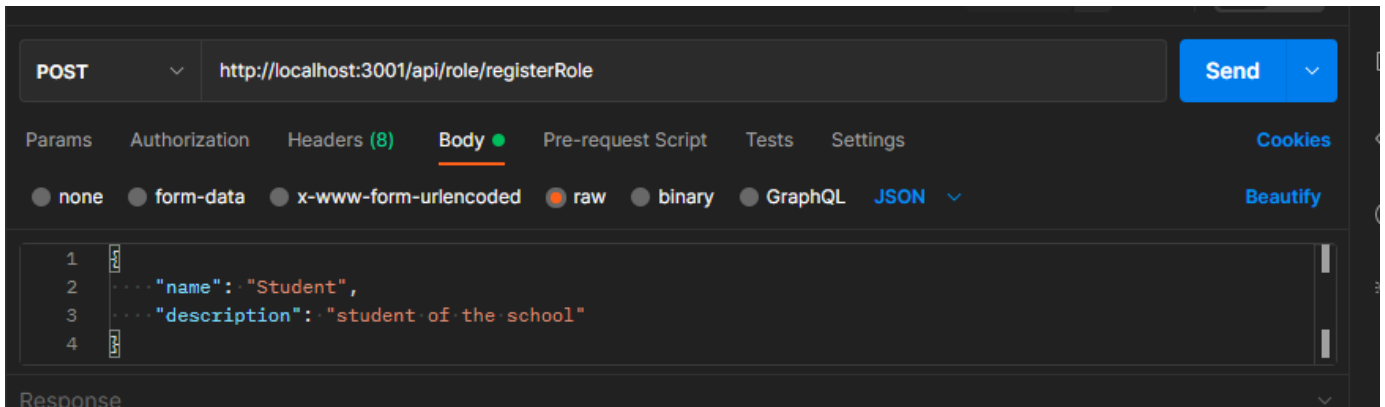 POST http://localhost:3001/api/role/registerRole Send
Params Authorization Headers (8) Body Pre-request Script Tests Settings Cookies
none form-data x-www-form-urlencoded raw binary GraphQL JSON Beautify
1 {
2 "name": "Student",
3 "description": "student of the school"
4 }
Response